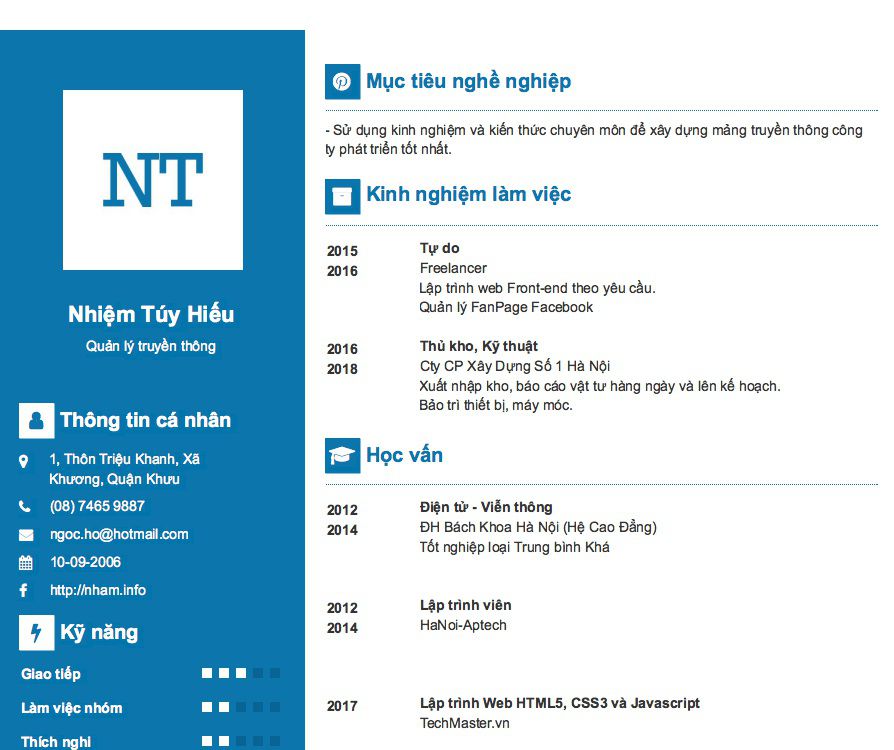 NT
Nhiệm Túy Hiếu
Quản lý truyền thông
Thông tin cá nhân
1, Thôn Triệu Khanh, Xã
Khương, Quận Khưu
(08) 7465 9887
ngoc.ho@hotmail.com
10-09-2006
http://nham.info
Kỹ năng
Giao tiếp
Làm việc nhóm
Thích nghi
Mục tiêu nghề nghiệp
- Sử dụng kinh nghiệm và kiến thức chuyên môn để xây dựng mảng truyền thông công
ty phát triển tốt nhất.
Kinh nghiệm làm việc
2015
2016
Tự do
Freelancer
Lập trình web Front-end theo yêu cầu.
Quản lý FanPage Facebook
2016
2018
Thủ kho, Kỹ thuật
Cty CP Xây Dựng Số 1 Hà Nội
Xuất nhập kho, báo cáo vật tư hàng ngày và lên kế hoạch.
Bảo trì thiết bị, máy móc.
Học vấn
2012
2014
Điện tử - Viễn thông
ĐH Bách Khoa Hà Nội (Hệ Cao Đẳng)
Tốt nghiệp loại Trung bình Khá
2012
2014
Lập trình viên
HaNoi-Aptech
2017
Lập trình Web HTML5, CSS3 và Javascript
TechMaster.vn